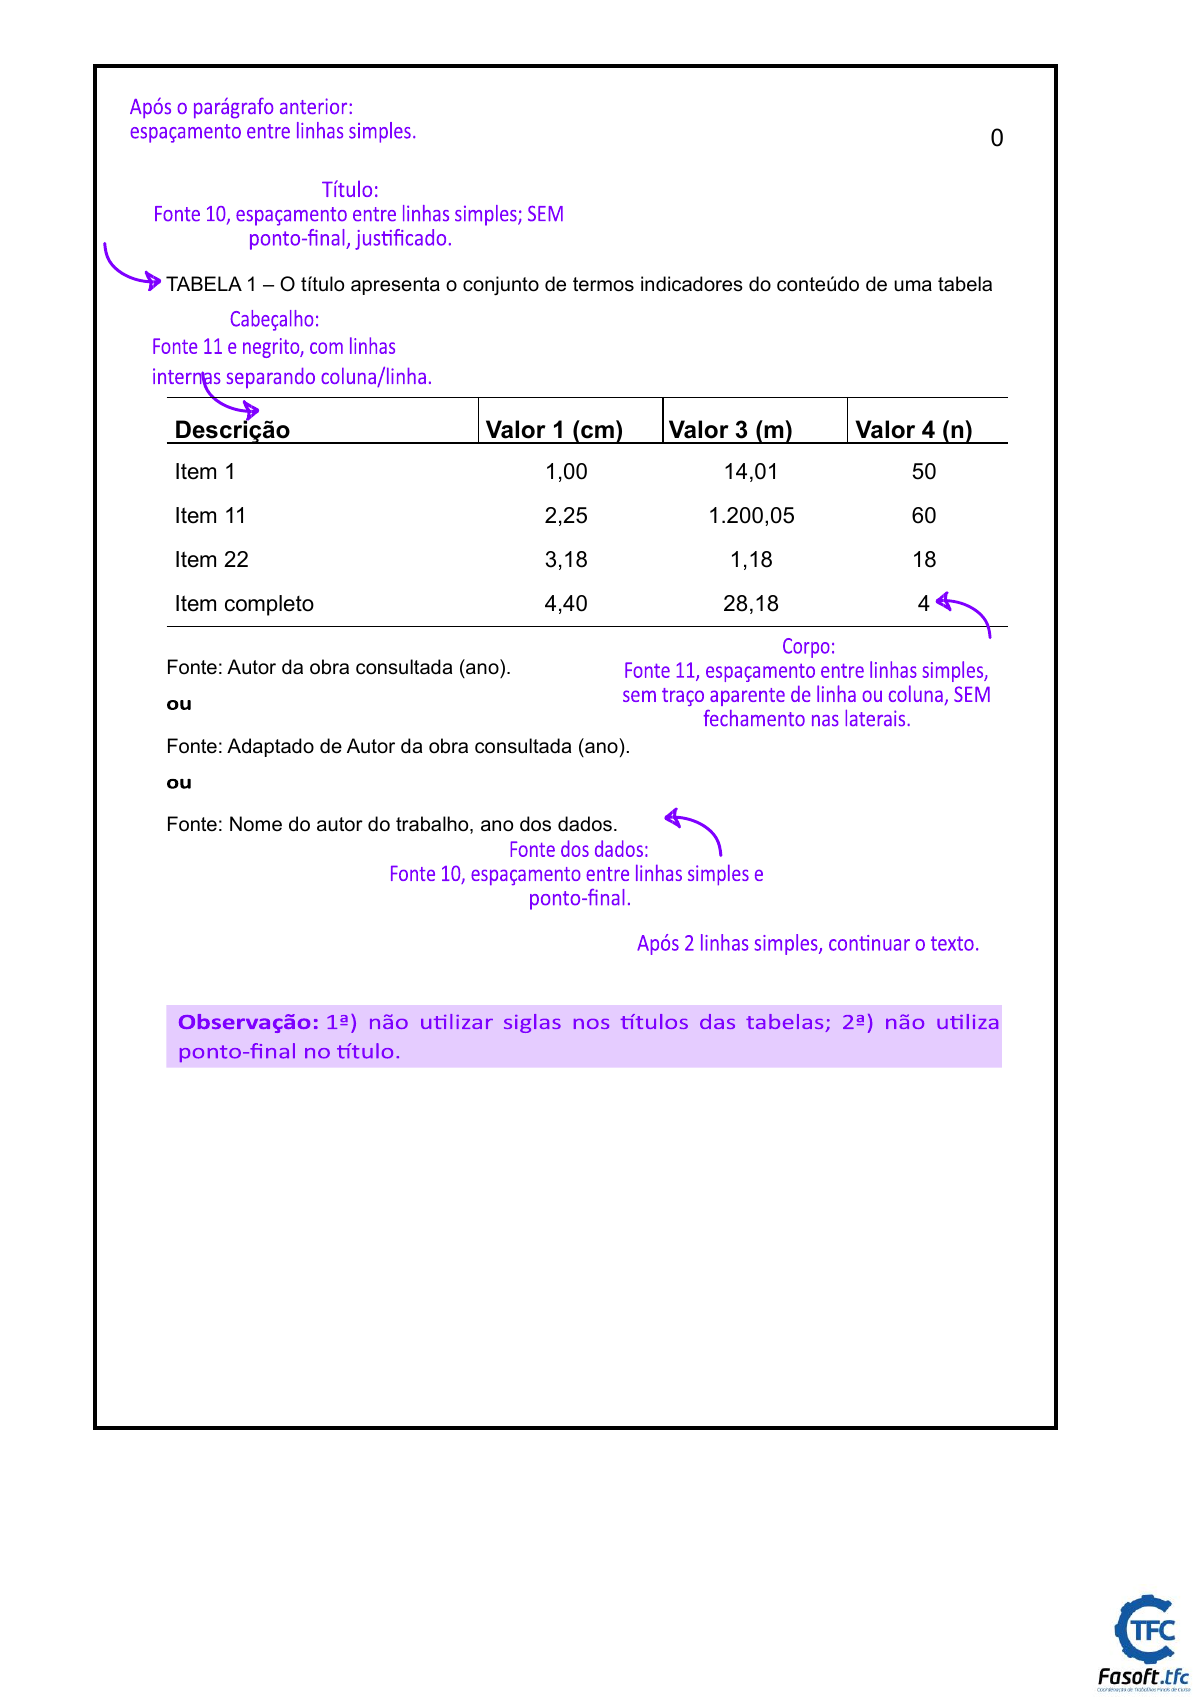 Após o parágrafo anterior:
espaçamento entre linhas simples.
0
Título:
Fonte 10, espaçamento entre linhas simples; SEM
ponto-final, justificado.
TABELA 1 – O título apresenta o conjunto de termos indicadores do conteúdo de uma tabela
Cabeçalho:
Fonte 11 e negrito, com linhas
internas separando coluna/linha.
Descrição Valor 1 (cm) Valor 3 (m) Valor 4 (n)
Item 1 1,00 14,01 50
Item 11 2,25 1.200,05 60
Item 22 3,18 1,18 18
Item completo 4,40 28,18 4
Corpo:
Fonte 11, espaçamento entre linhas simples,
sem traço aparente de linha ou coluna, SEM
fechamento nas laterais.
Fonte: Autor da obra consultada (ano).
ou
Fonte: Adaptado de Autor da obra consultada (ano).
ou
Fonte: Nome do autor do trabalho, ano dos dados.
Fonte dos dados:
Fonte 10, espaçamento entre linhas simples e
ponto-final.
Após 2 linhas simples, continuar o texto.
Observação: 1ª) não utilizar siglas nos títulos das tabelas; 2ª) não utiliza
ponto-final no título.
TFC
Fasoft.tfc